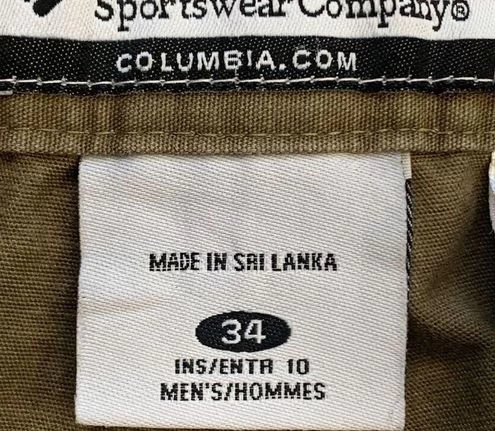 Sportswear Company®
COLUMBIA.COM
MADE IN SRI LANKA
34
INS/ENTR 10
MEN'S/HOMMES